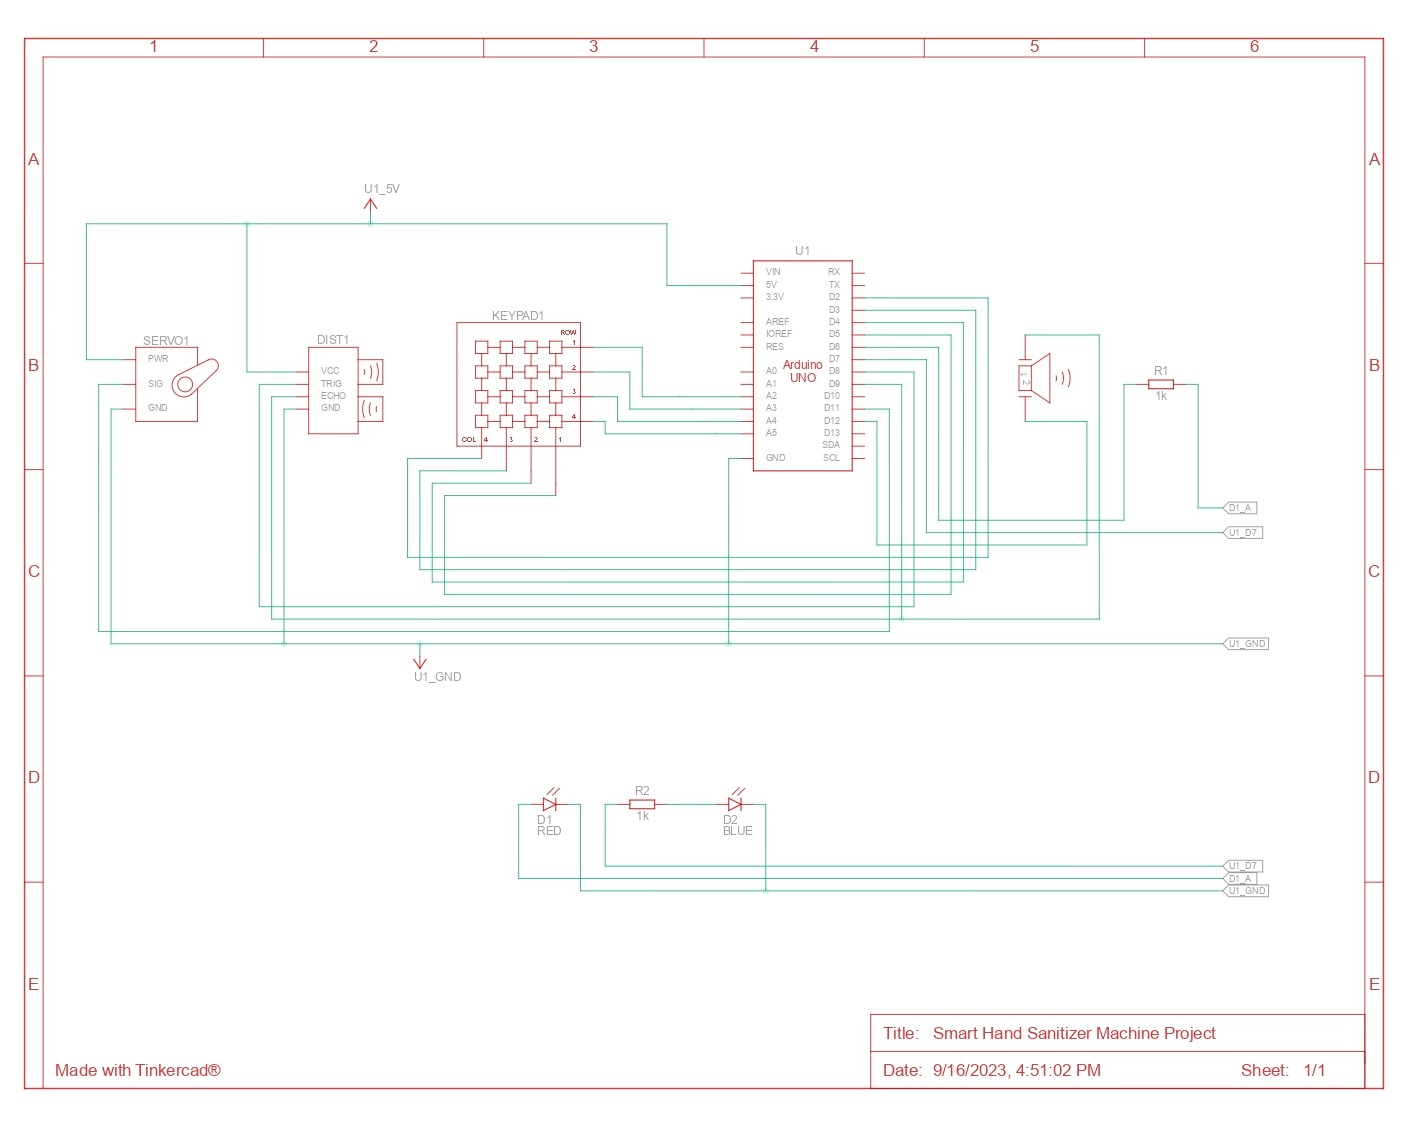 1 2 3 4 5 6
A A
U1_5V
U1
VIN RX
5V TX
3.3V D2
D3
AREF D4
IOREF D5
RES D6
Arduino
UNO
D7
A0 D8
A1 D9
A2 D10
A3 D11
A4 D12
A5 D13
SDA
GND SCL
KEYPAD1
ROW
1
2
3
4
COL 4 3 2 1
SERVO1
PWR
SIG
GND
DIST1
VCC
TRIG
ECHO
GND
B B
1 2
R1
1k
D1_A
U1_D7
C C
U1_GND
U1_GND
D D
R2
1k
D1
RED
D2
BLUE
U1_D7
D1_A
U1_GND
E E
Title: Smart Hand Sanitizer Machine Project
Made with Tinkercad®
Date: 9/16/2023, 4:51:02 PM Sheet: 1/1